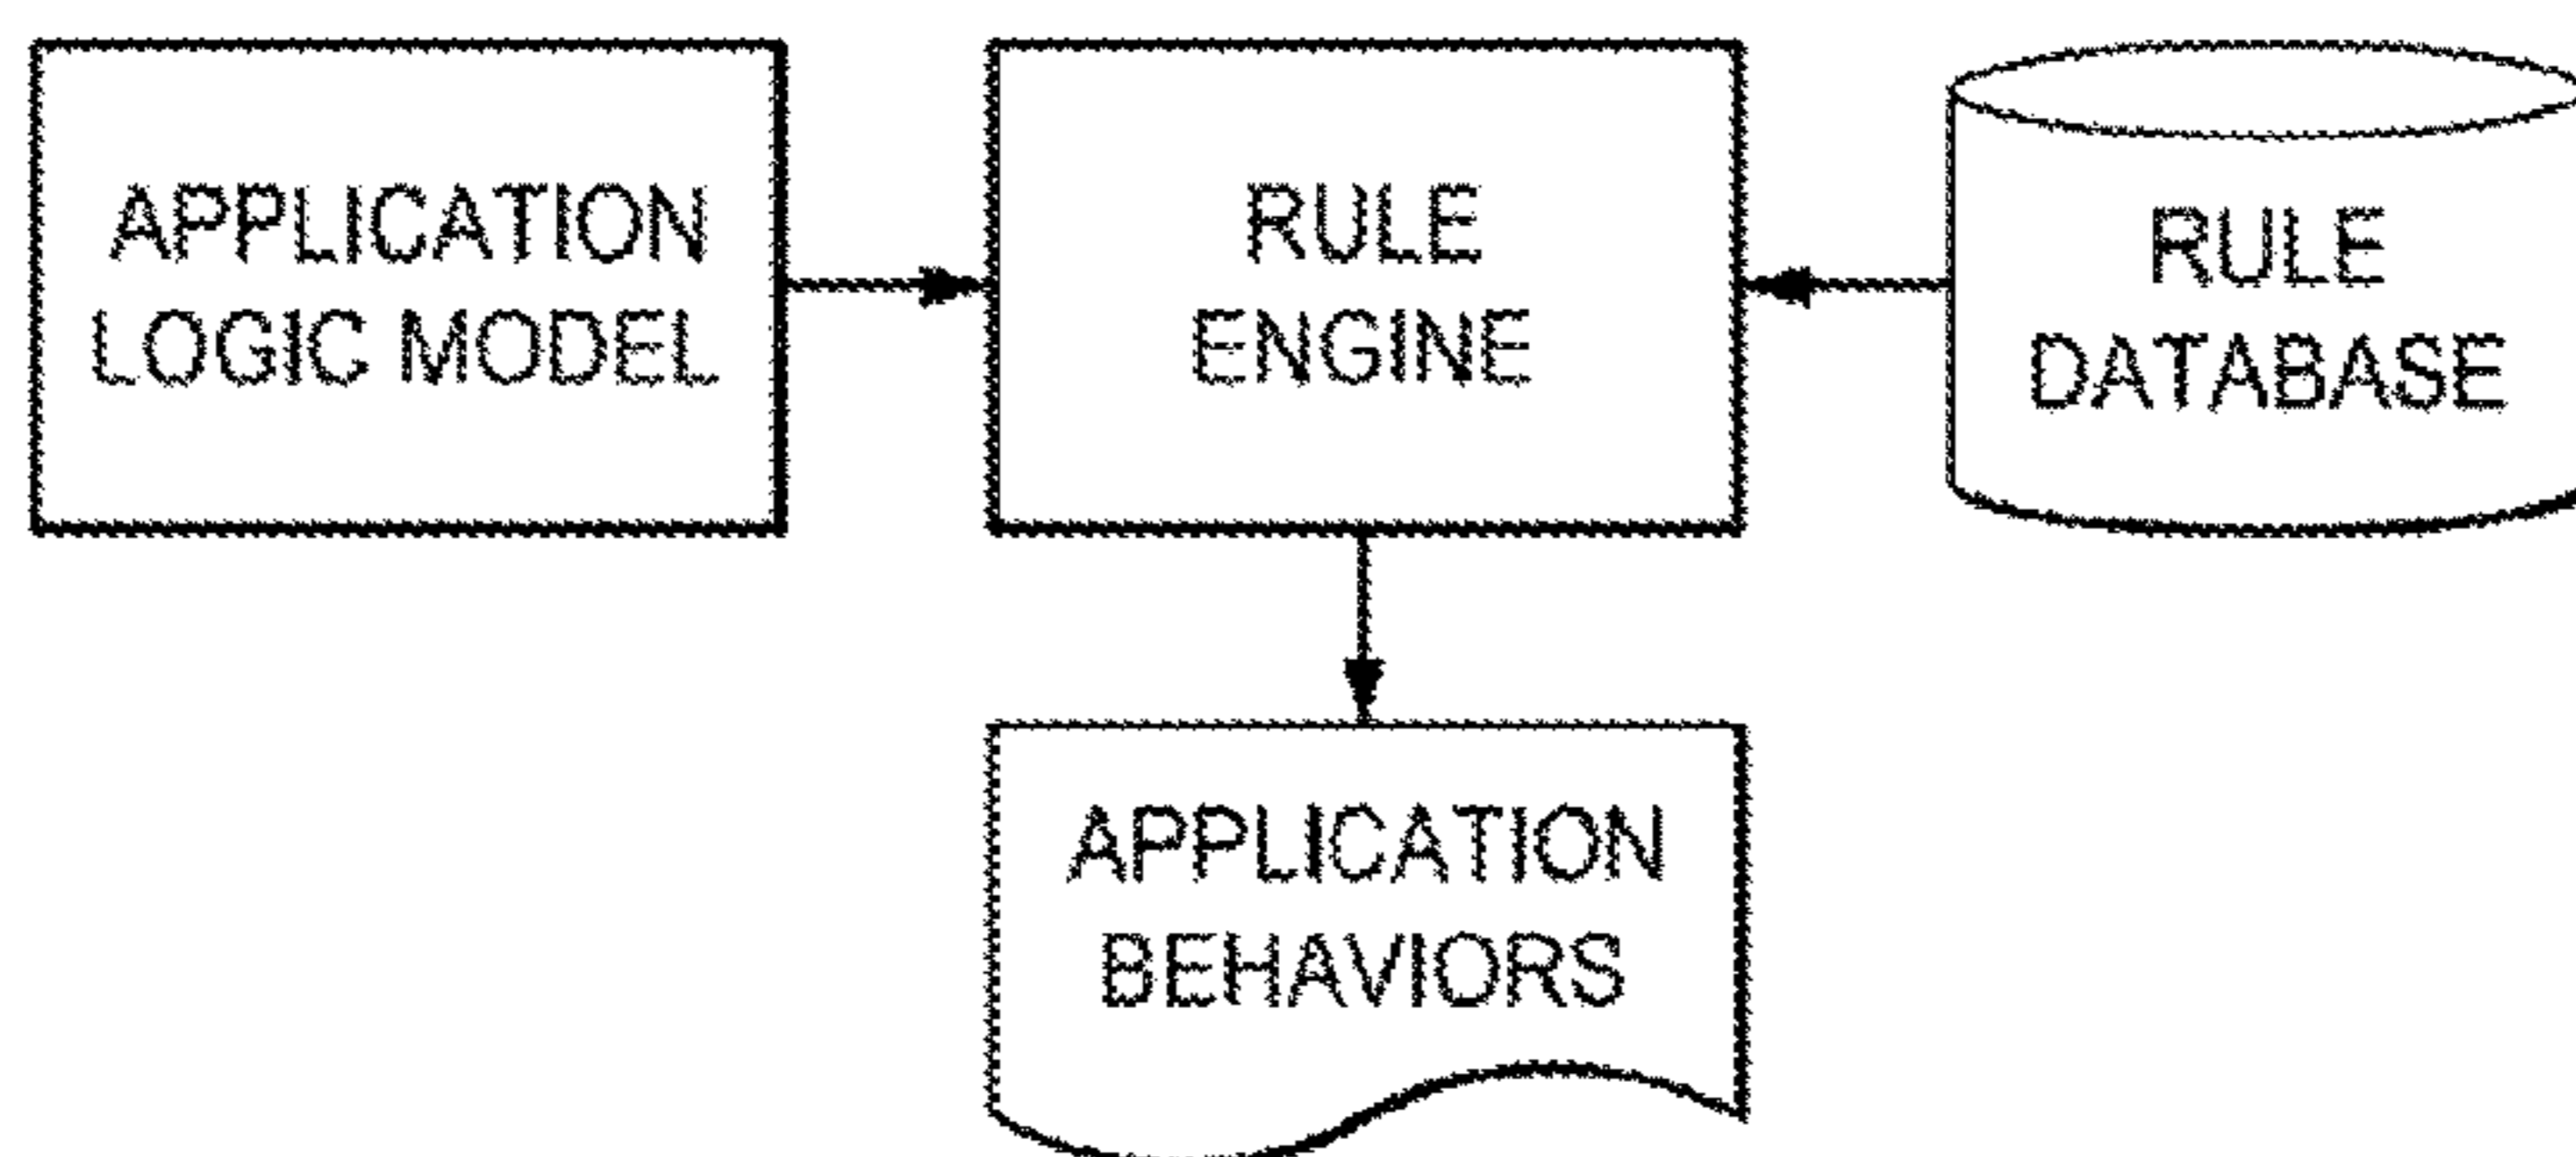 APPLICATION
LOGIC MODEL
RULE
ENGINE
RULE
DATABASE
APPLICATION
BEHAVIORS